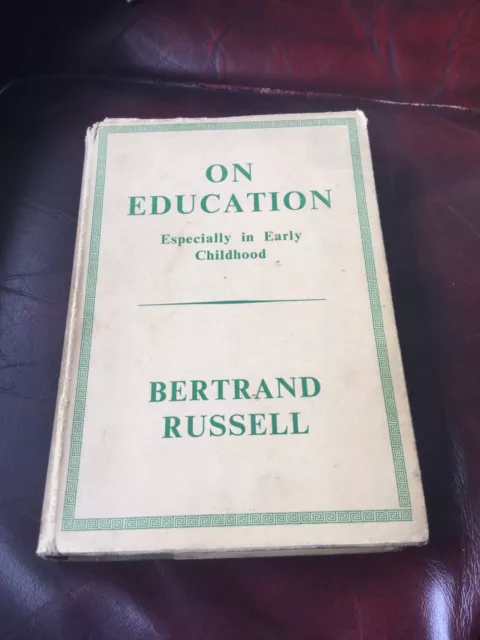 ON
EDUCATION
Especially in Early
Childhood
BERTRAND
RUSSELL